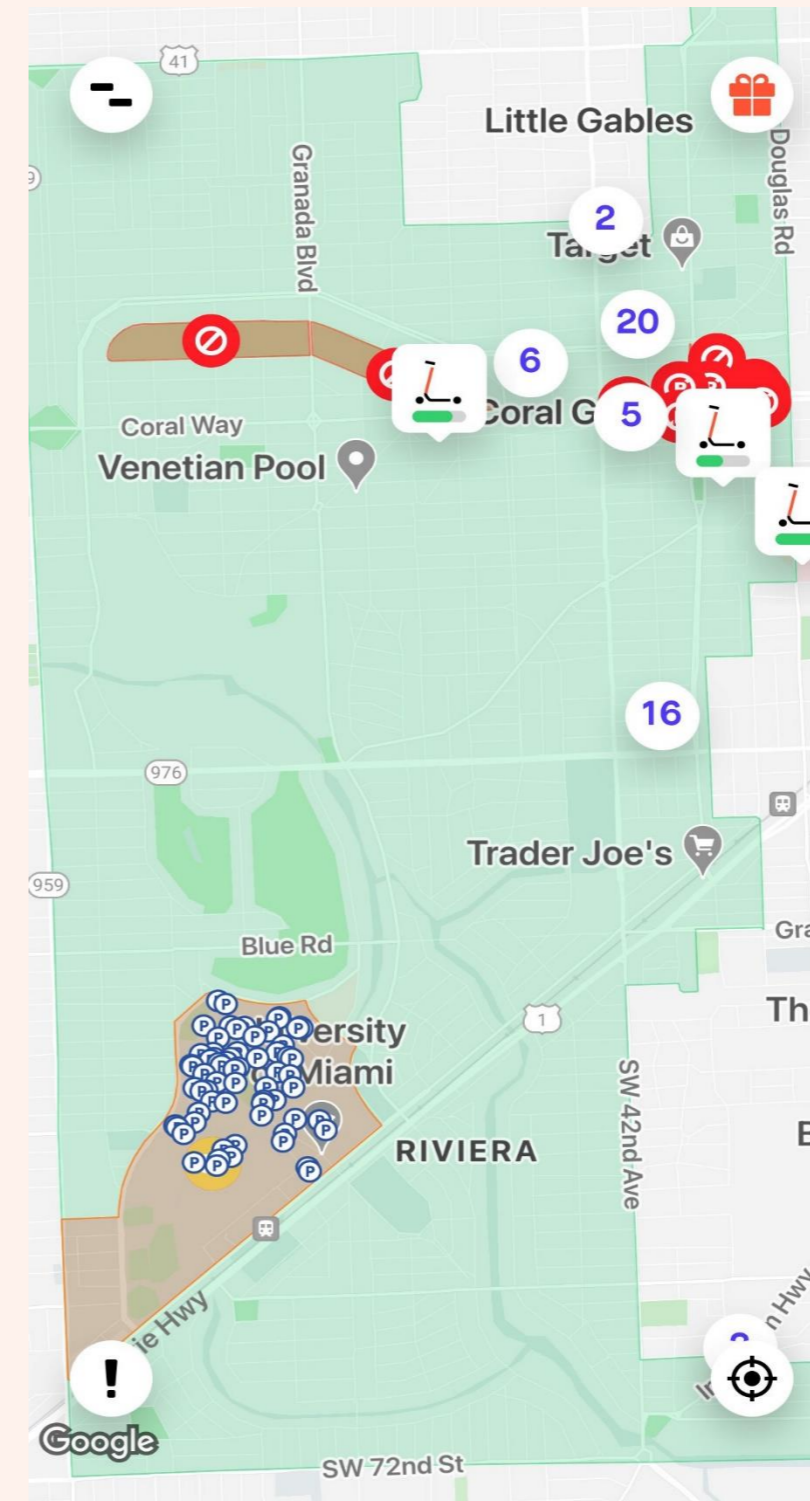 41
Little Gables
Granada Blvd
Douglas Rd
2
Target
20
6
Coral G
5
Coral Way
Venetian Pool
16
976
Trader Joe's
959
Blue Rd
Gra
Th
1
ersity
Miami
RIVIERA
SW 42nd Ave
ie Hwy
n Hwy
Google
SW 72nd St